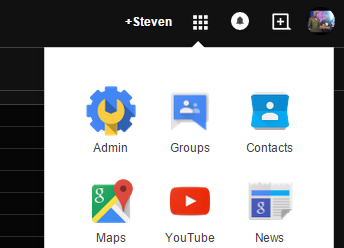 +Steven
Admin Groups Contacts
g g
Maps YouTube News